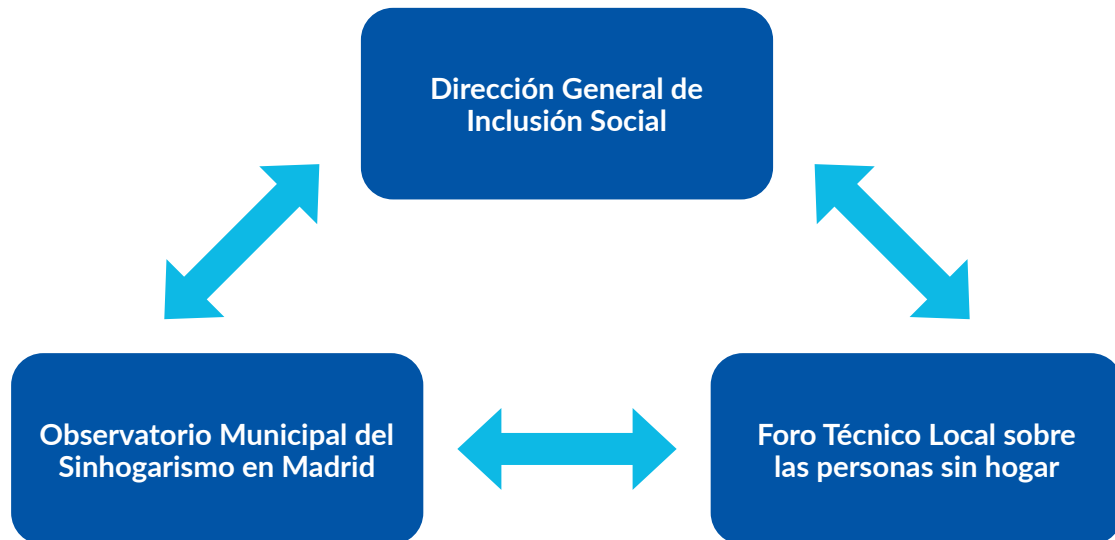 Dirección General de
Inclusión Social
Observatorio Municipal del
Sinhogarismo en Madrid
Foro Técnico Local sobre
las personas sin hogar